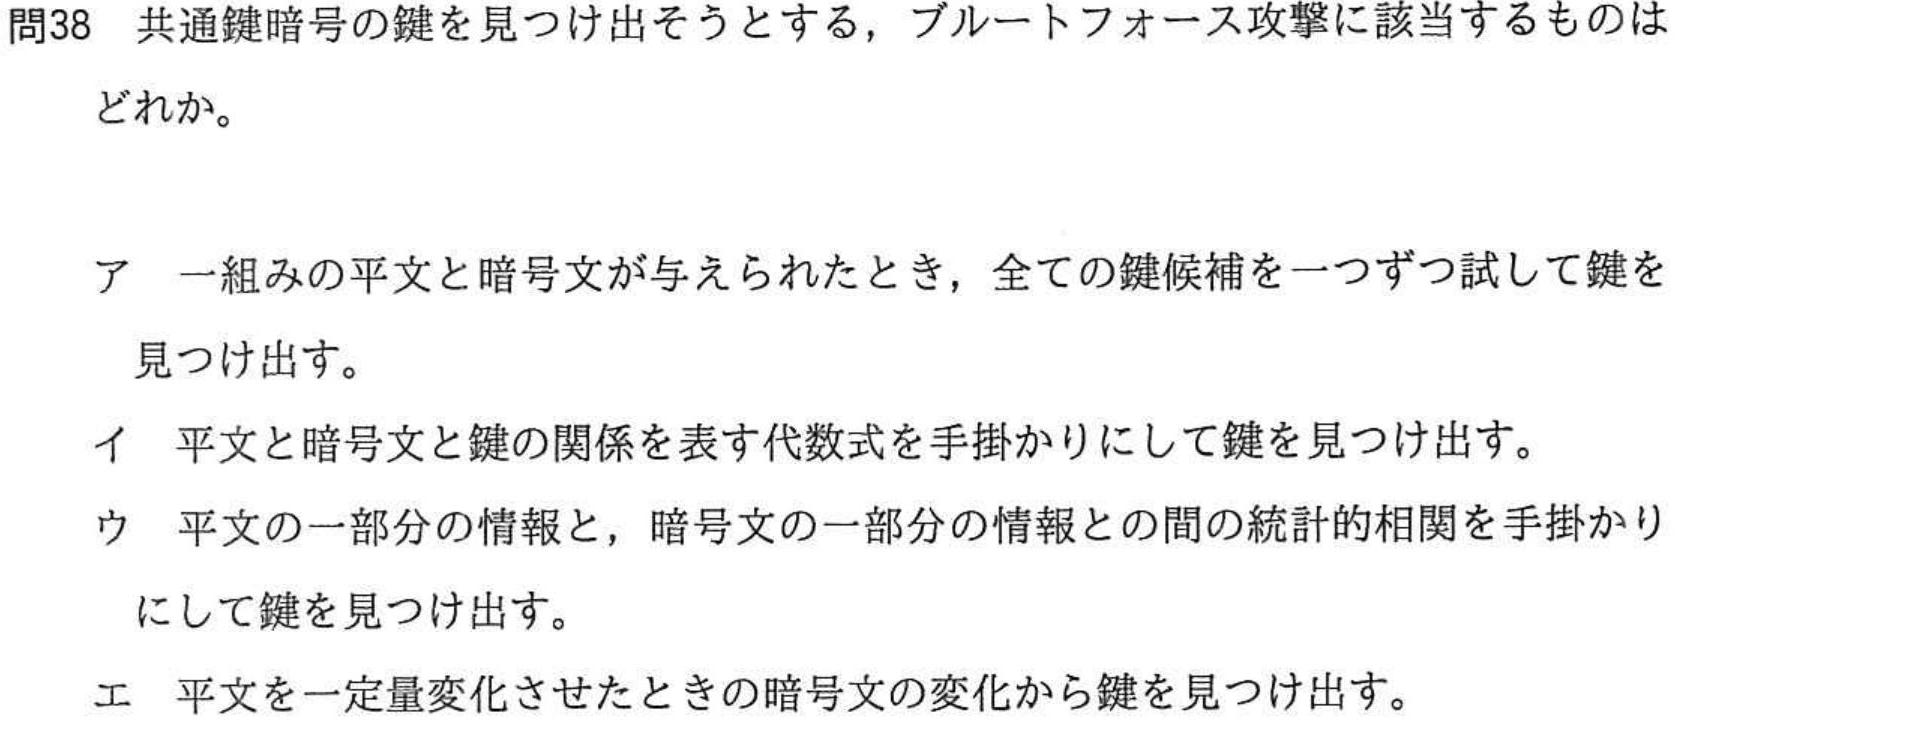 問38 共通鍵暗号の鍵を見つけ出そうとする，ブルートフォース攻撃に該当するものは
どれか。
ア 一組みの平文と暗号文が与えられたとき，全ての鍵候補を一つずつ試して鍵を
見つけ出す。
イ 平文と暗号文と鍵の関係を表す代数式を手掛かりにして鍵を見つけ出す。
ウ 平文の一部分の情報と，暗号文の一部分の情報との間の統計的相関を手掛かり
にして鍵を見つけ出す。
エ 平文を一定量変化させたときの暗号文の変化から鍵を見つけ出す。